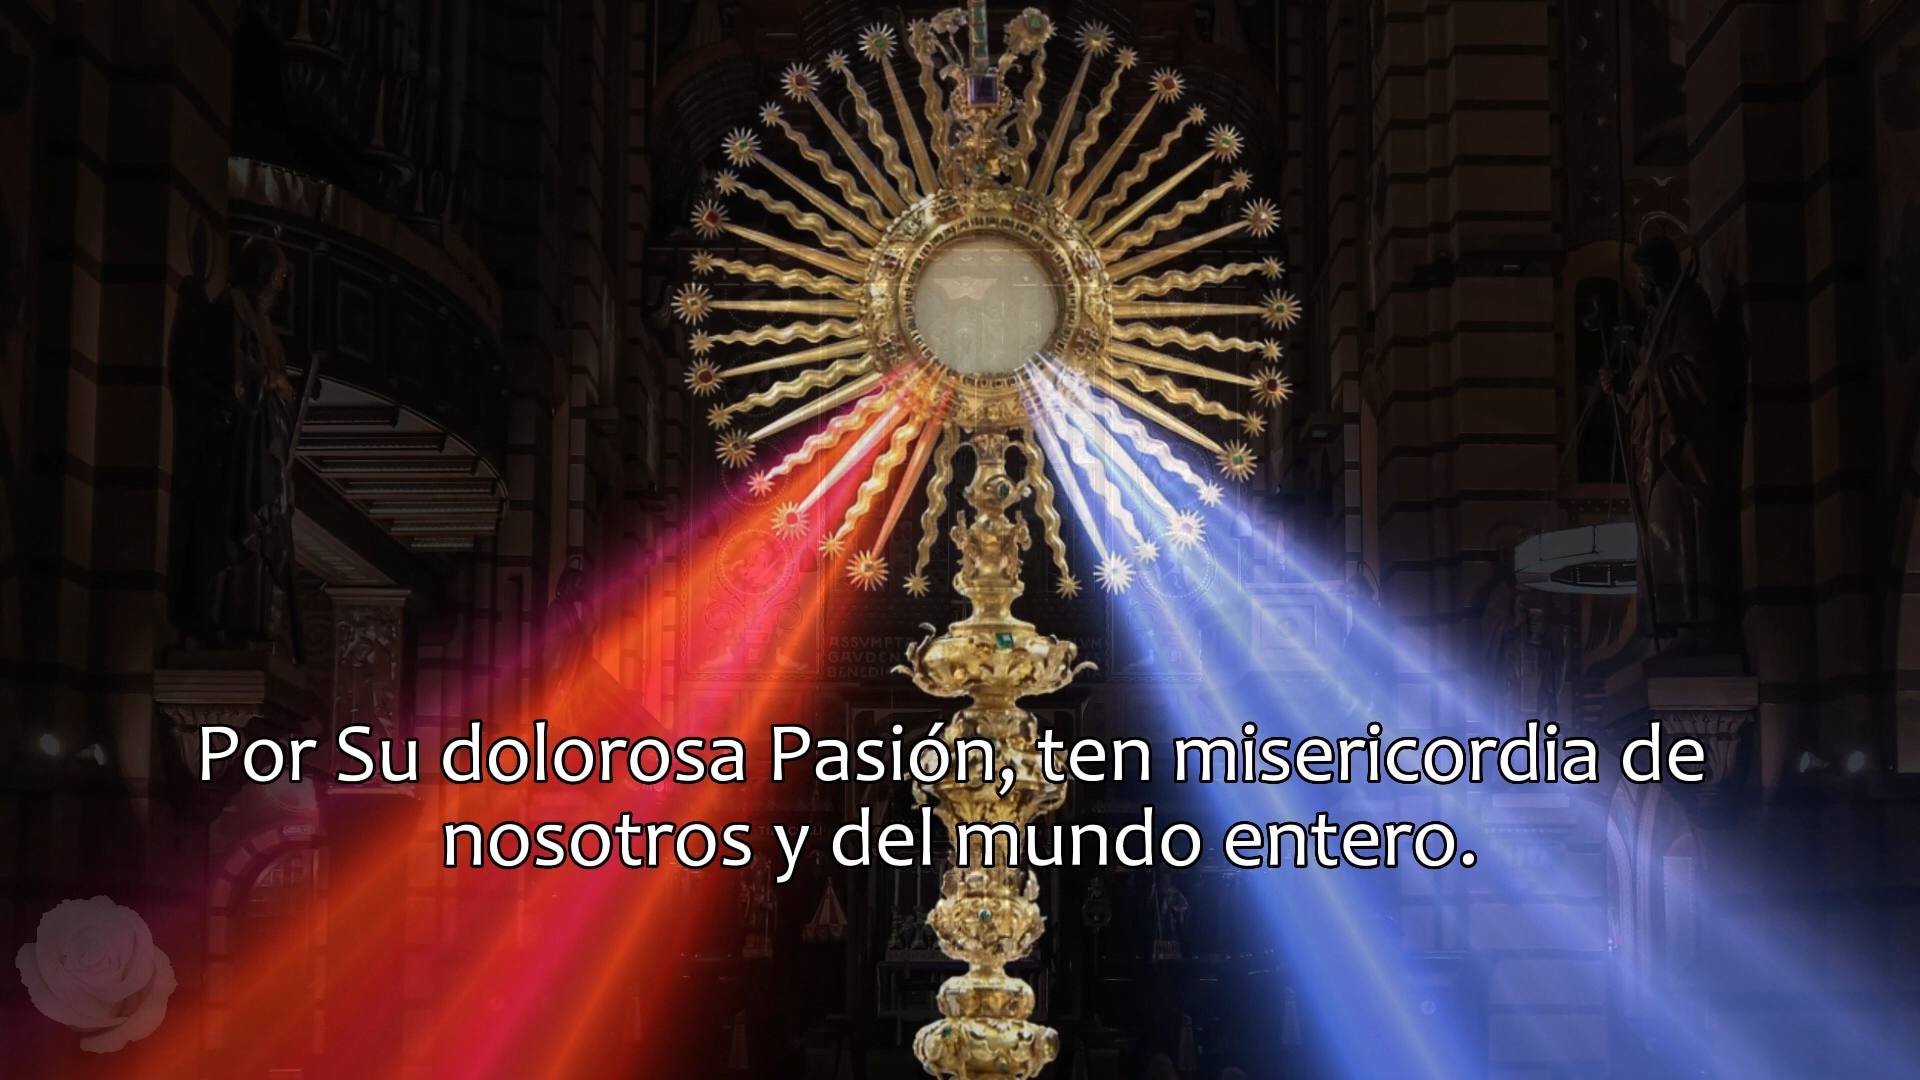 Por Su dolorosa Pasión, ten misericordia de
nosotros y del mundo entero.